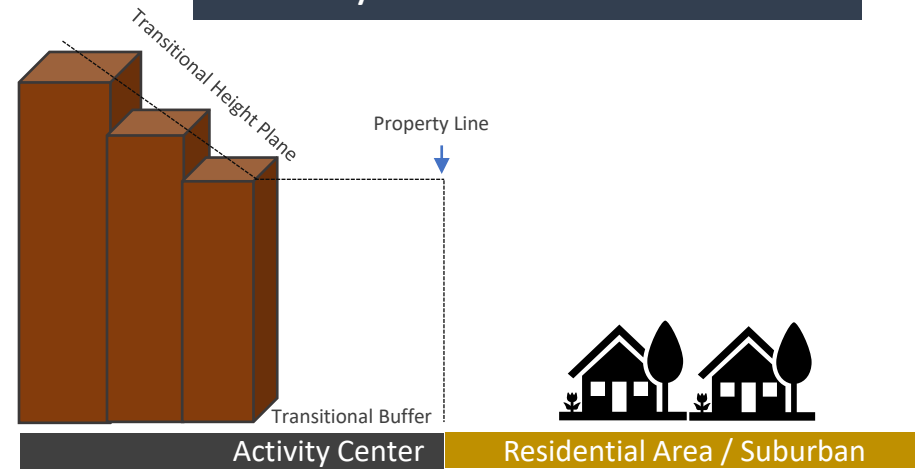 Transitional Height Plane
Property Line
Transitional Buffer
Activity Center
Residential Area / Suburban